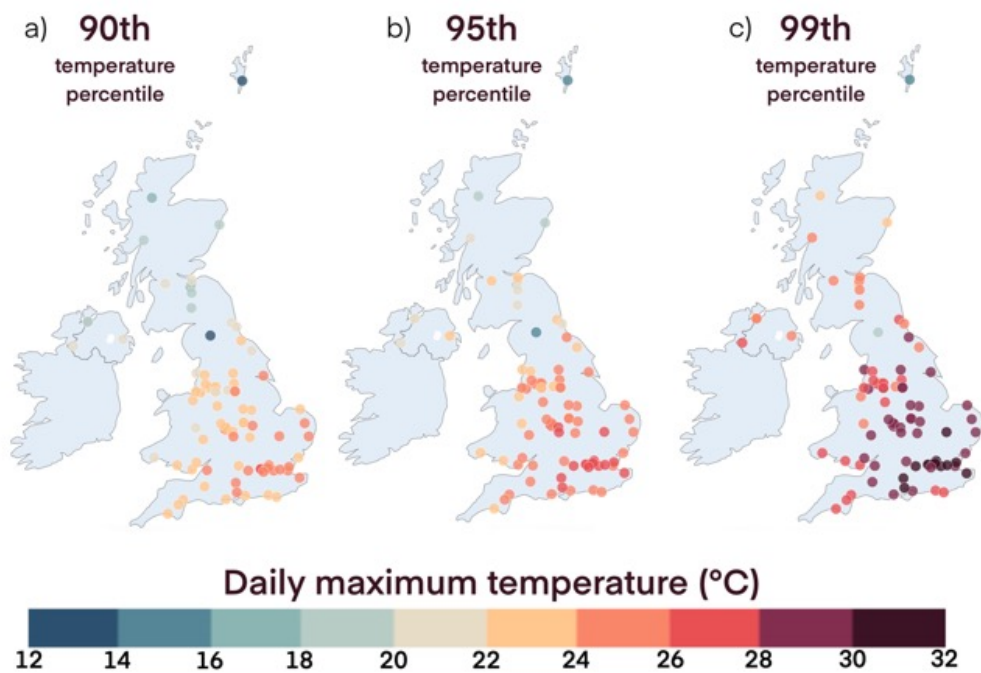 a) 90th
temperature
percentile
b) 95th
temperature
percentile
c) 99th
temperature
percentile
Daily maximum temperature (°C)
12 14 16 18 20 22 24 26 28 30 32